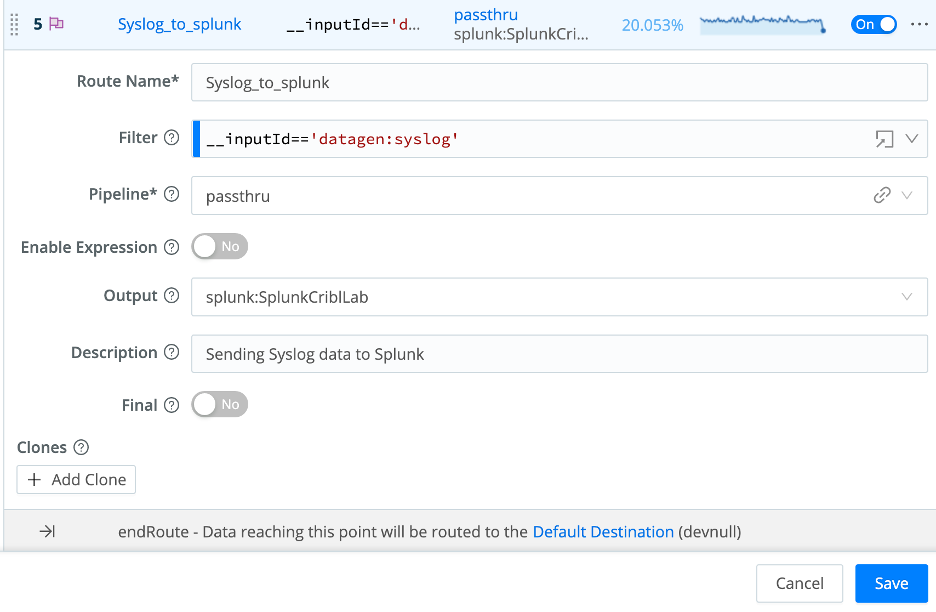 5 Syslog_to_splunk __inputId=='d... passthru 20.053% On
splunk:SplunkCri...
Route Name* Syslog_to_splunk
Filter ? __inputId=='datagen:syslog'
Pipeline* ? passthru
Enable Expression ? No
Output ? splunk:SplunkCriblLab
Description ? Sending Syslog data to Splunk
Final ? No
Clones ?
+ Add Clone
endRoute - Data reaching this point will be routed to the Default Destination (devnull)
Cancel Save